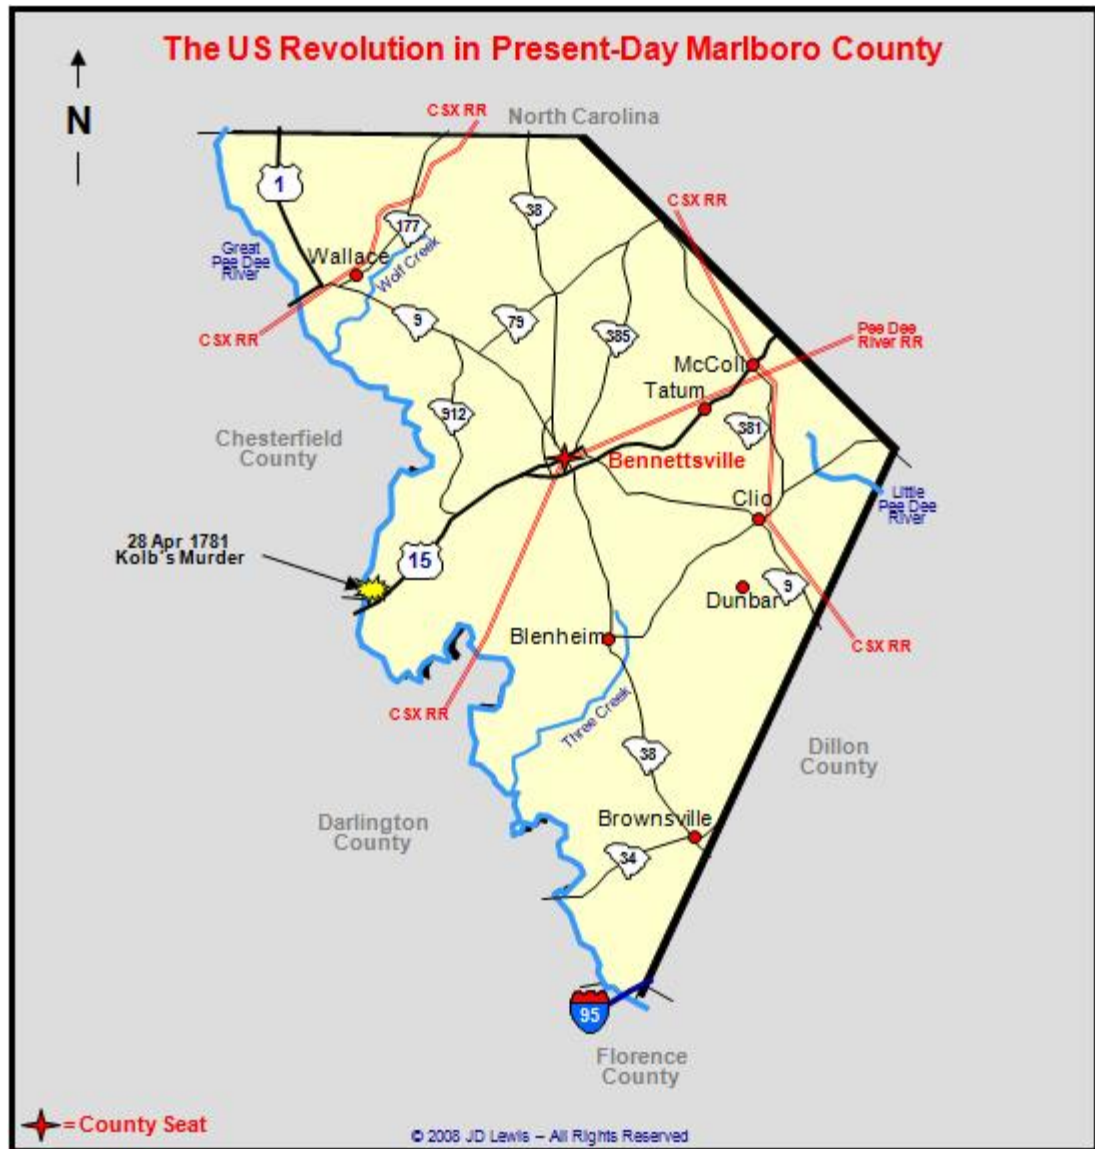 The US Revolution in Present-Day Marlboro County
N
CSX RR
North Carolina
1
177
38
CSX RR
Great
Pee Dee
River
Wallace
Wolf Creek
9
79
385
CSX RR
Pee Dee
River RR
McColl
Tatum
912
381
Chesterfield
County
Bennettsville
Clio
Little
Pee Dee
River
28 Apr 1781
Kolb's Murder
15
9
Dunbar
Blenheim
CSX RR
CSX RR
Three Creek
38
Dillon
County
Darlington
County
Brownsville
34
95
Florence
County
= County Seat
© 2008 JD Lewis – All Rights Reserved